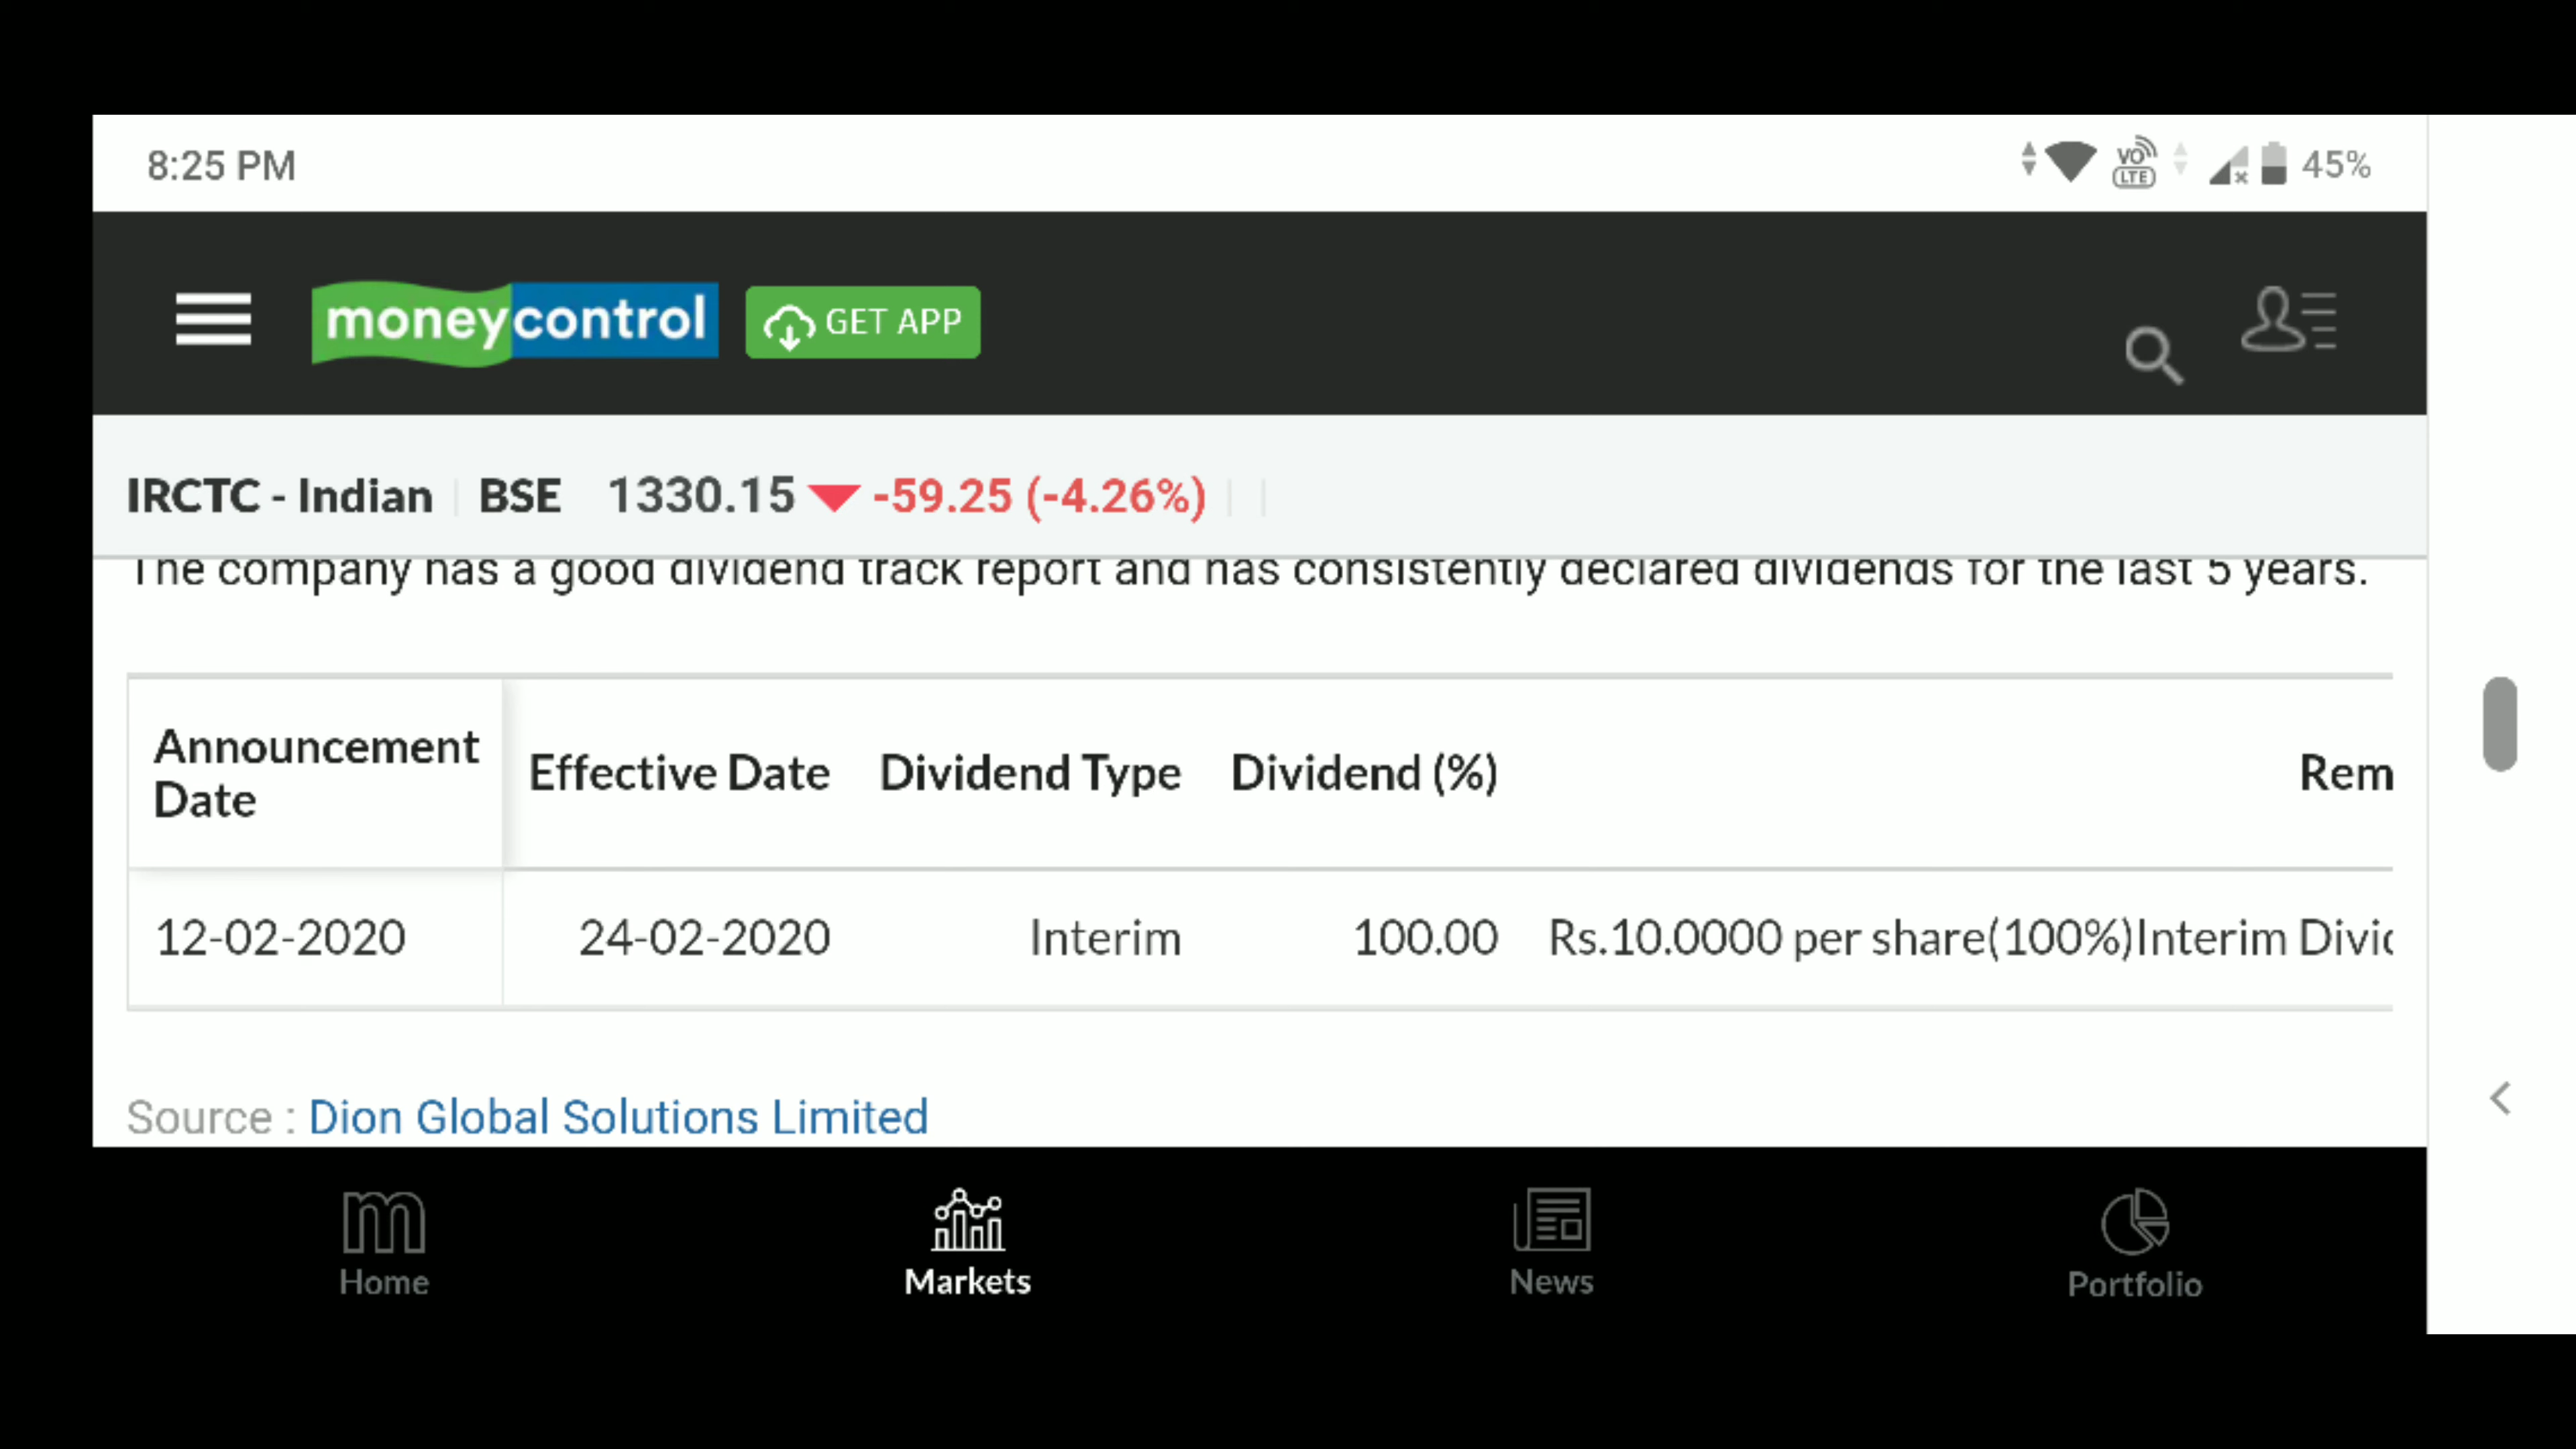 8:25 PM
VO LTE
45%
moneycontrol
GET APP
IRCTC - Indian BSE 1330.15 -59.25 (-4.26%)
The company has a good dividend track report and has consistently declared dividends for the last 5 years.
Announcement Date Effective Date Dividend Type Dividend (%) Rem
12-02-2020 24-02-2020 Interim 100.00 Rs.10.0000 per share(100%)Interim Divid
Source : Dion Global Solutions Limited
m
Home Markets News Portfolio